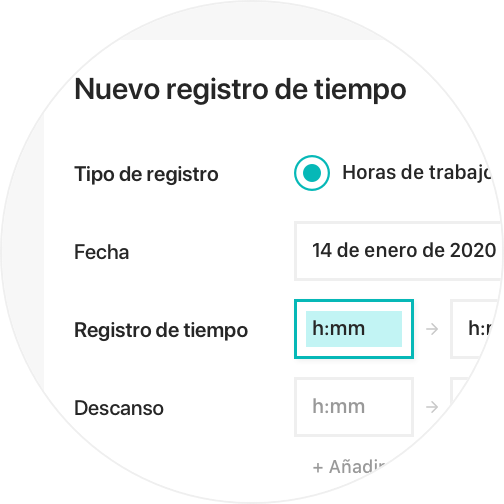 Nuevo registro de tiempo
Tipo de registro Horas de trabajo
Fecha 14 de enero de 2020
Registro de tiempo h:mm → 
Descanso h:mm →
+ Añadir